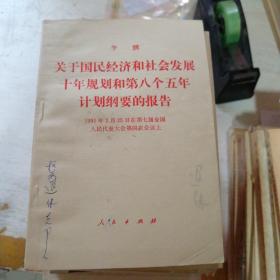 李鹏
关于国民经济和社会发展
十年规划和第八个五年
计划纲要的报告
1991年3月25日在第七届全国
人民代表大会第四次会议上
人民出版社